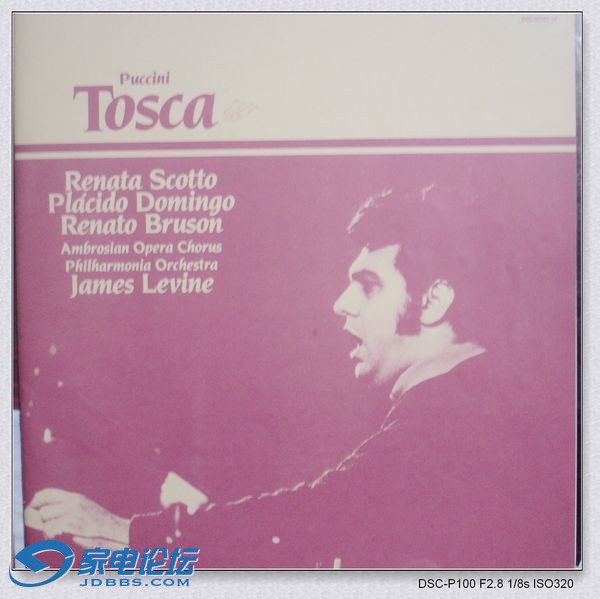 Puccini
Tosca
Renata Scotto
Plácido Domingo
Renato Bruson
Ambrosian Opera Chorus
Philharmonia Orchestra
James Levine
家电论坛
JDBBS.COM
DSC-P100 F2.8 1/8s ISO320